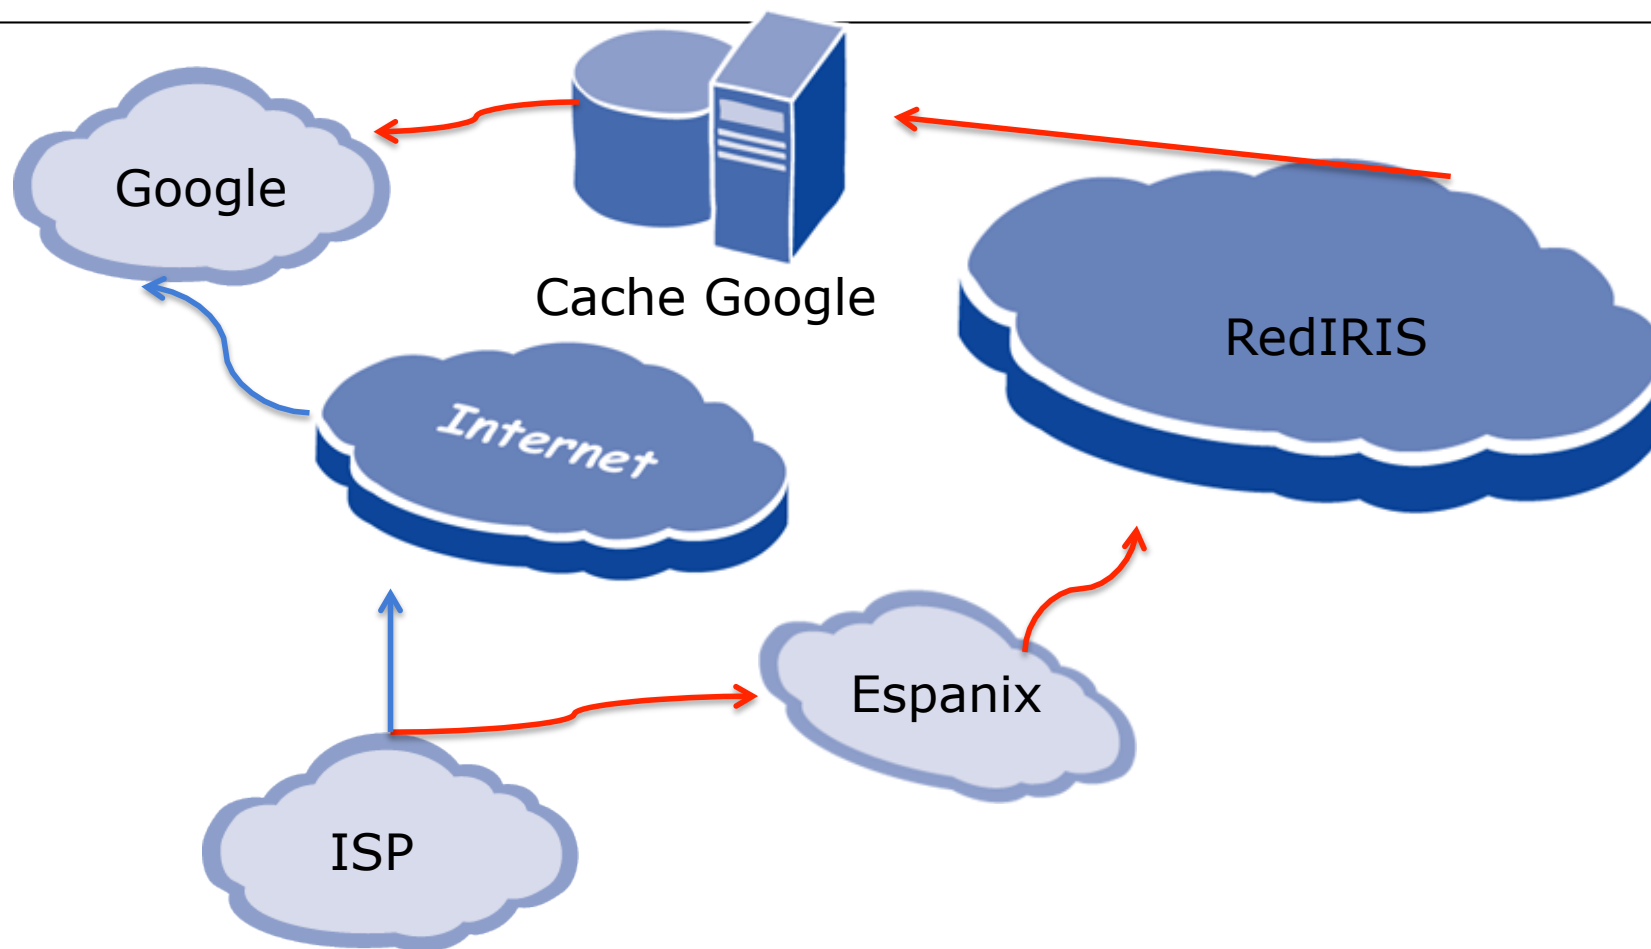 Google
Cache Google
RedIRIS
Internet
Espanix
ISP